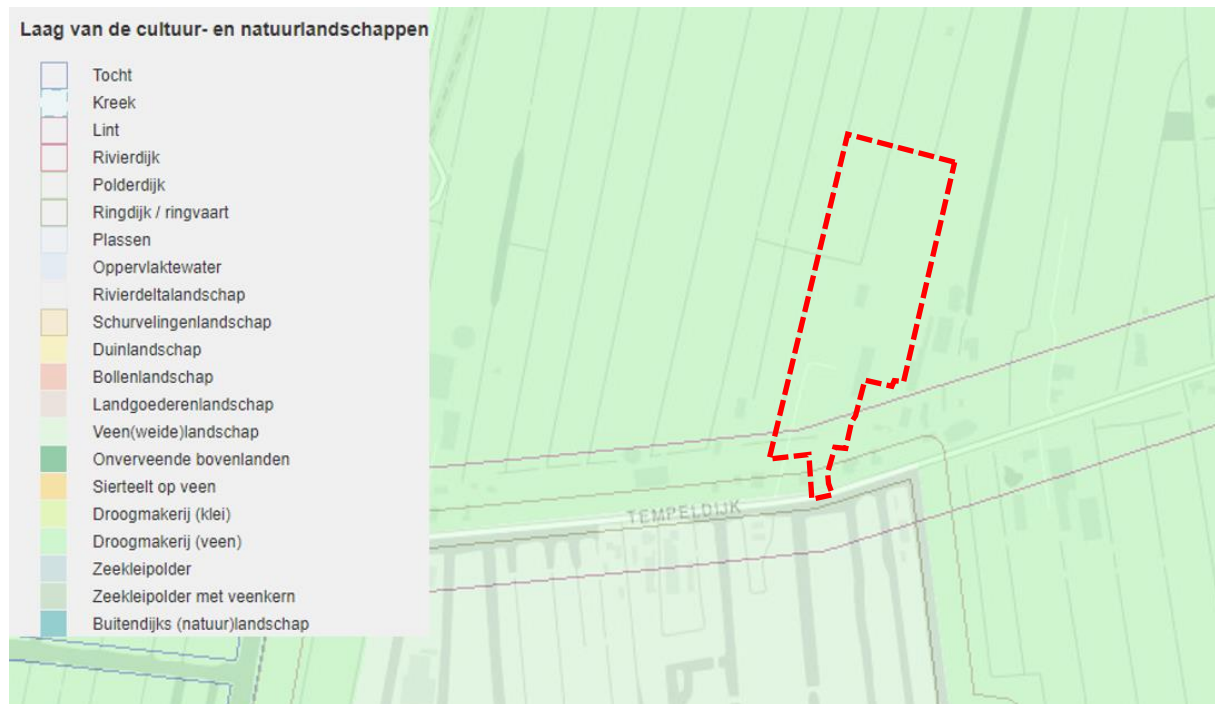 Laag van de cultuur- en natuurlandschappen
Tocht
Kreek
Lint
Rivierdijk
Polderdijk
Ringdijk / ringvaart
Plassen
Oppervlaktewater
Rivierdeltalandschap
Schurvelingenlandschap
Duinlandschap
Bollenlandschap
Landgoederenlandschap
Veen(weide)landschap
Onverveende bovenlanden
Sierteelt op veen
Droogmakerij (klei)
Droogmakerij (veen)
Zeekleipolder
Zeekleipolder met veenkern
Buitendijks (natuur)landschap
TEMPELDIJK